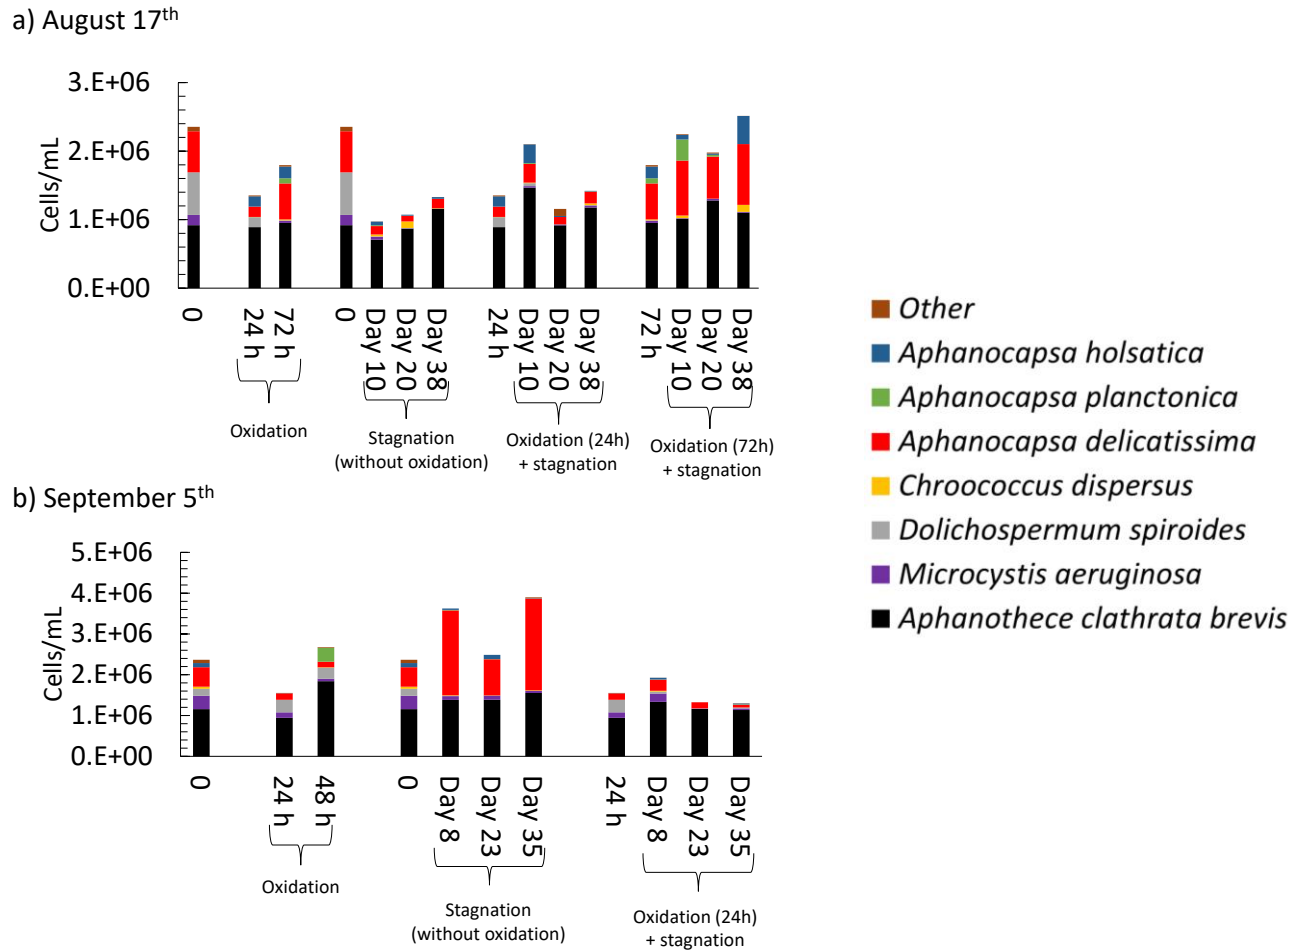 a) August 17th
3.E+06
2.E+06
1.E+06
0.E+00
Cells/mL
0
24 h
72 h
0
Day 10
Day 20
Day 38
24 h
Day 10
Day 20
Day 38
72 h
Day 10
Day 20
Day 38
Oxidation
Stagnation
(without oxidation)
Oxidation (24h)
+ stagnation
Oxidation (72h)
+ stagnation
Other
Aphanocapsa holsatica
Aphanocapsa planctonica
Aphanocapsa delicatissima
Chroococcus dispersus
Dolichospermum spiroides
Microcystis aeruginosa
Aphanothece clathrata brevis
b) September 5th
5.E+06
4.E+06
3.E+06
2.E+06
1.E+06
0.E+00
Cells/mL
0
24 h
48 h
0
Day 8
Day 23
Day 35
24 h
Day 8
Day 23
Day 35
Oxidation
Stagnation
(without oxidation)
Oxidation (24h)
+ stagnation